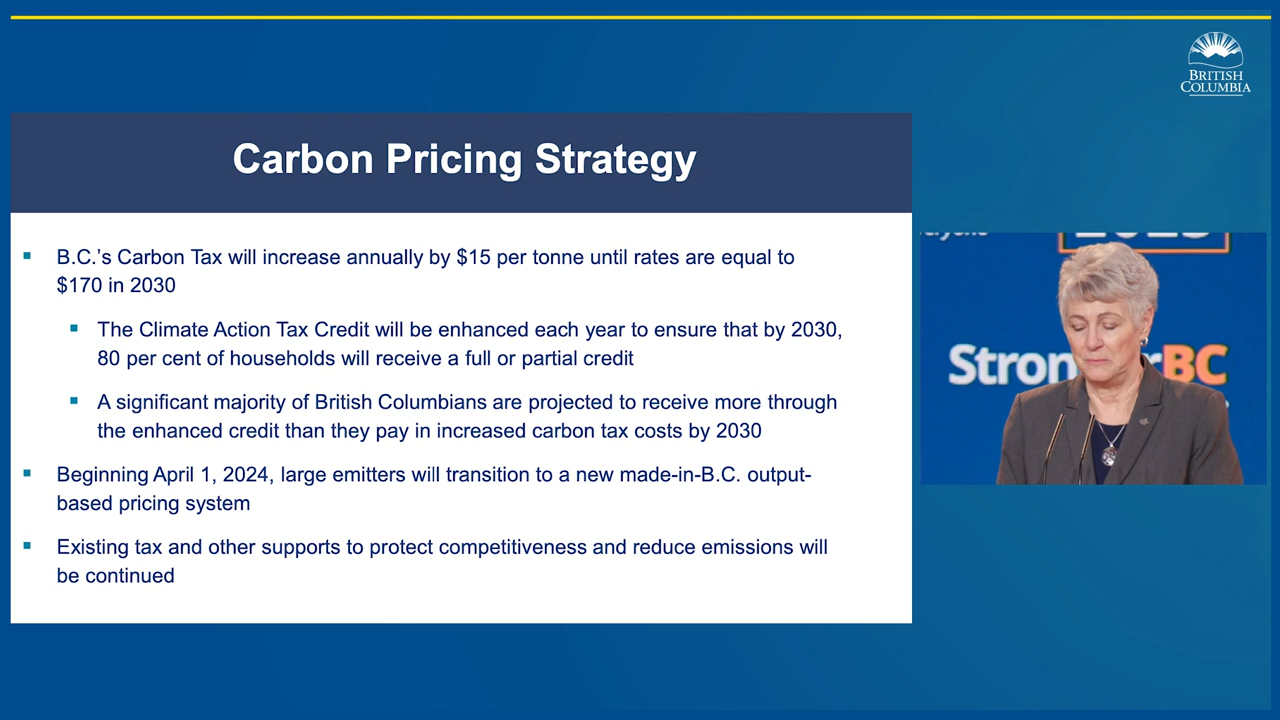 BRITISH
COLUMBIA
Carbon Pricing Strategy
▪ B.C.’s Carbon Tax will increase annually by $15 per tonne until rates are equal to
$170 in 2030
▪ The Climate Action Tax Credit will be enhanced each year to ensure that by 2030,
80 per cent of households will receive a full or partial credit
▪ A significant majority of British Columbians are projected to receive more through
the enhanced credit than they pay in increased carbon tax costs by 2030
▪ Beginning April 1, 2024, large emitters will transition to a new made-in-B.C. output-
based pricing system
▪ Existing tax and other supports to protect competitiveness and reduce emissions will
be continued
BC